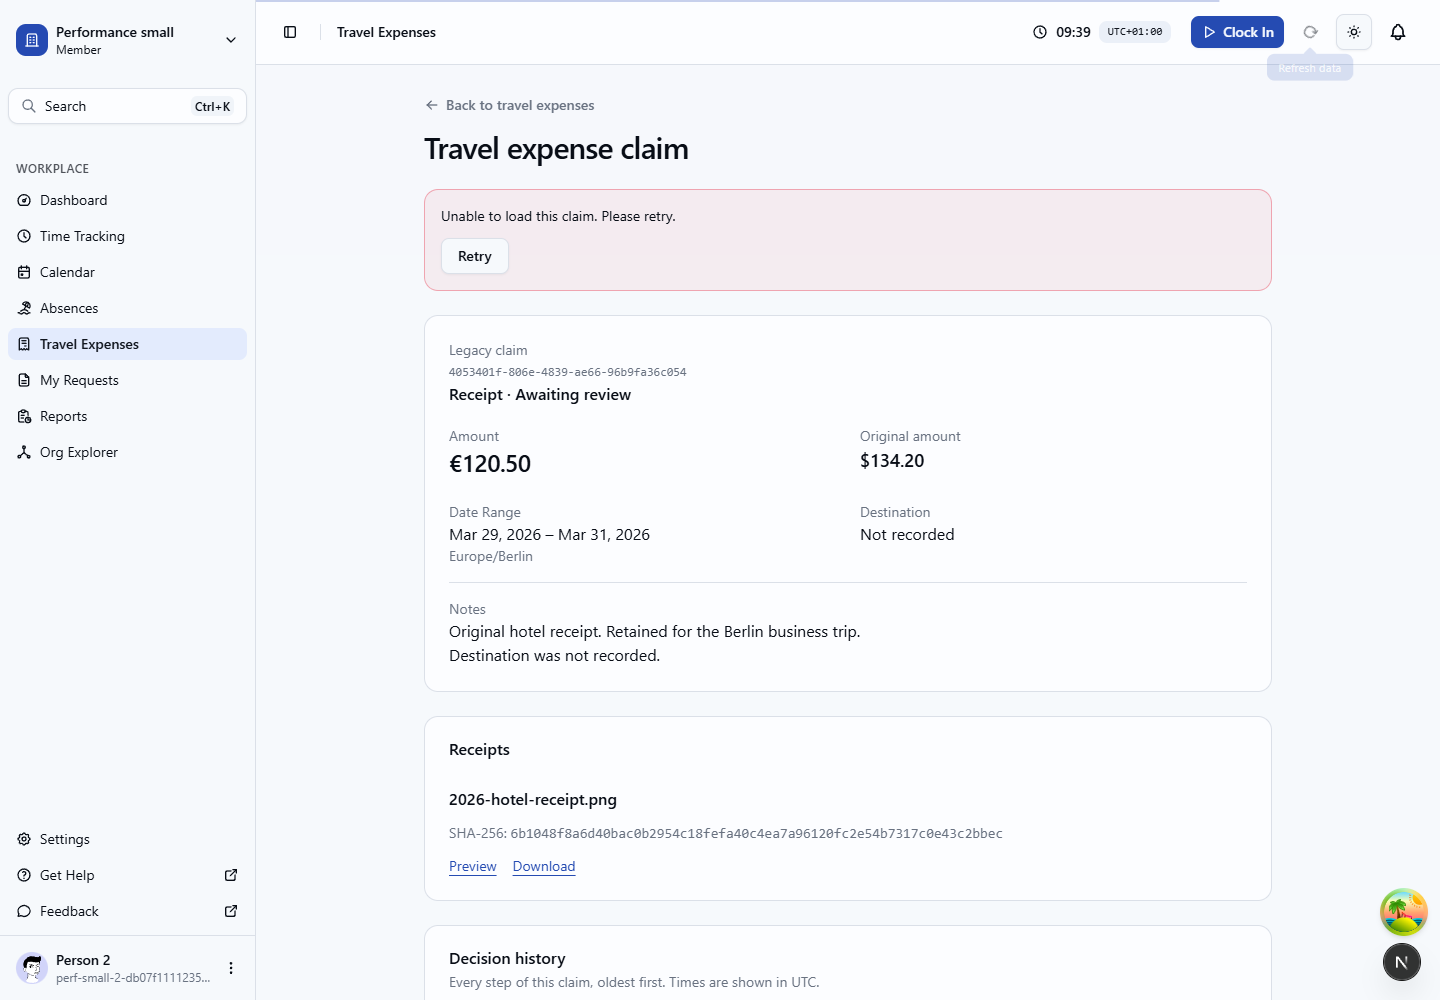 Performance small
Member
Search
Ctrl+K
WORKPLACE
Dashboard
Time Tracking
Calendar
Absences
Travel Expenses
My Requests
Reports
Org Explorer
Settings
Get Help
Feedback
Person 2
perf-small-2-db07f1111235...
Travel Expenses
09:39
UTC+01:00
Clock In
Refresh data
Back to travel expenses
Travel expense claim
Unable to load this claim. Please retry.
Retry
Legacy claim
4053401f-806e-4839-ae66-96b9fa36c054
Receipt · Awaiting review
Amount
€120.50
Original amount
$134.20
Date Range
Mar 29, 2026 – Mar 31, 2026
Europe/Berlin
Destination
Not recorded
Notes
Original hotel receipt. Retained for the Berlin business trip.
Destination was not recorded.
Receipts
2026-hotel-receipt.png
SHA-256: 6b1048f8a6d40bac0b2954c18fefa40c4ea7a96120fc2e54b7317c0e43c2bbec
Preview
Download
Decision history
Every step of this claim, oldest first. Times are shown in UTC.
N